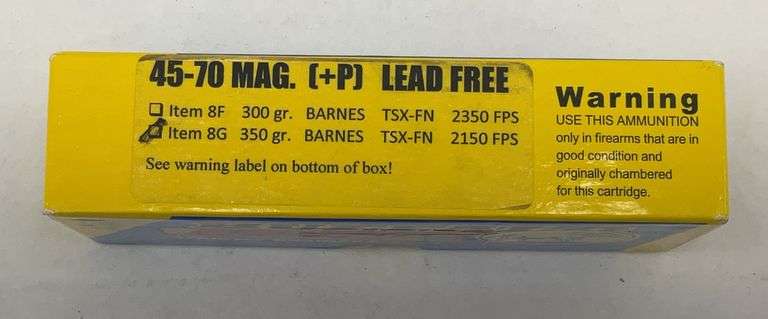 45-70 MAG. (+P) LEAD FREE
Item 8F 300 gr. BARNES TSX-FN 2350 FPS
Item 8G 350 gr. BARNES TSX-FN 2150 FPS
See warning label on bottom of box!
Warning
USE THIS AMMUNITION
only in firearms that are in
good condition and
originally chambered
for this cartridge.